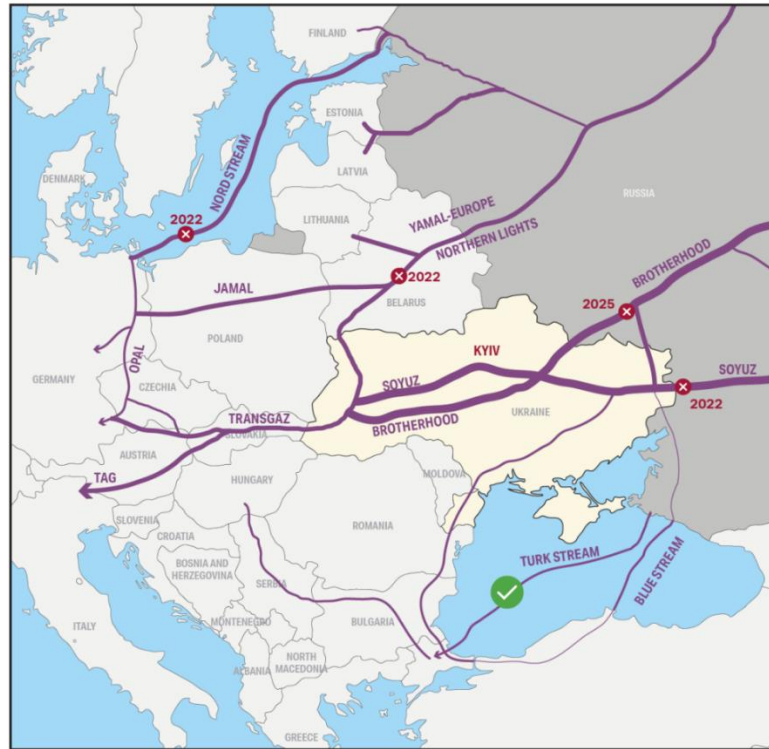 FINLAND
ESTONIA
NORD STREAM
LATVIA
DENMARK
RUSSIA
LITHUANIA
YAMAL-EUROPE
2022
NORTHERN LIGHTS
BROTHERHOOD
2022
JAMAL
BELARUS
2025
POLAND
KYIV
OPAL
SOYUZ
SOYUZ
GERMANY
CZECHIA
2022
UKRAINE
TRANSGAZ
BROTHERHOOD
SLOVAKIA
AUSTRIA
TAG
MOLDOVA
HUNGARY
SLOVENIA
ROMANIA
CROATIA
TURK STREAM
BOSNIA AND
HERZEGOVINA
BLUE STREAM
SERBIA
BULGARIA
MONTENEGRO
ITALY
NORTH
MACEDONIA
ALBANIA
GREECE